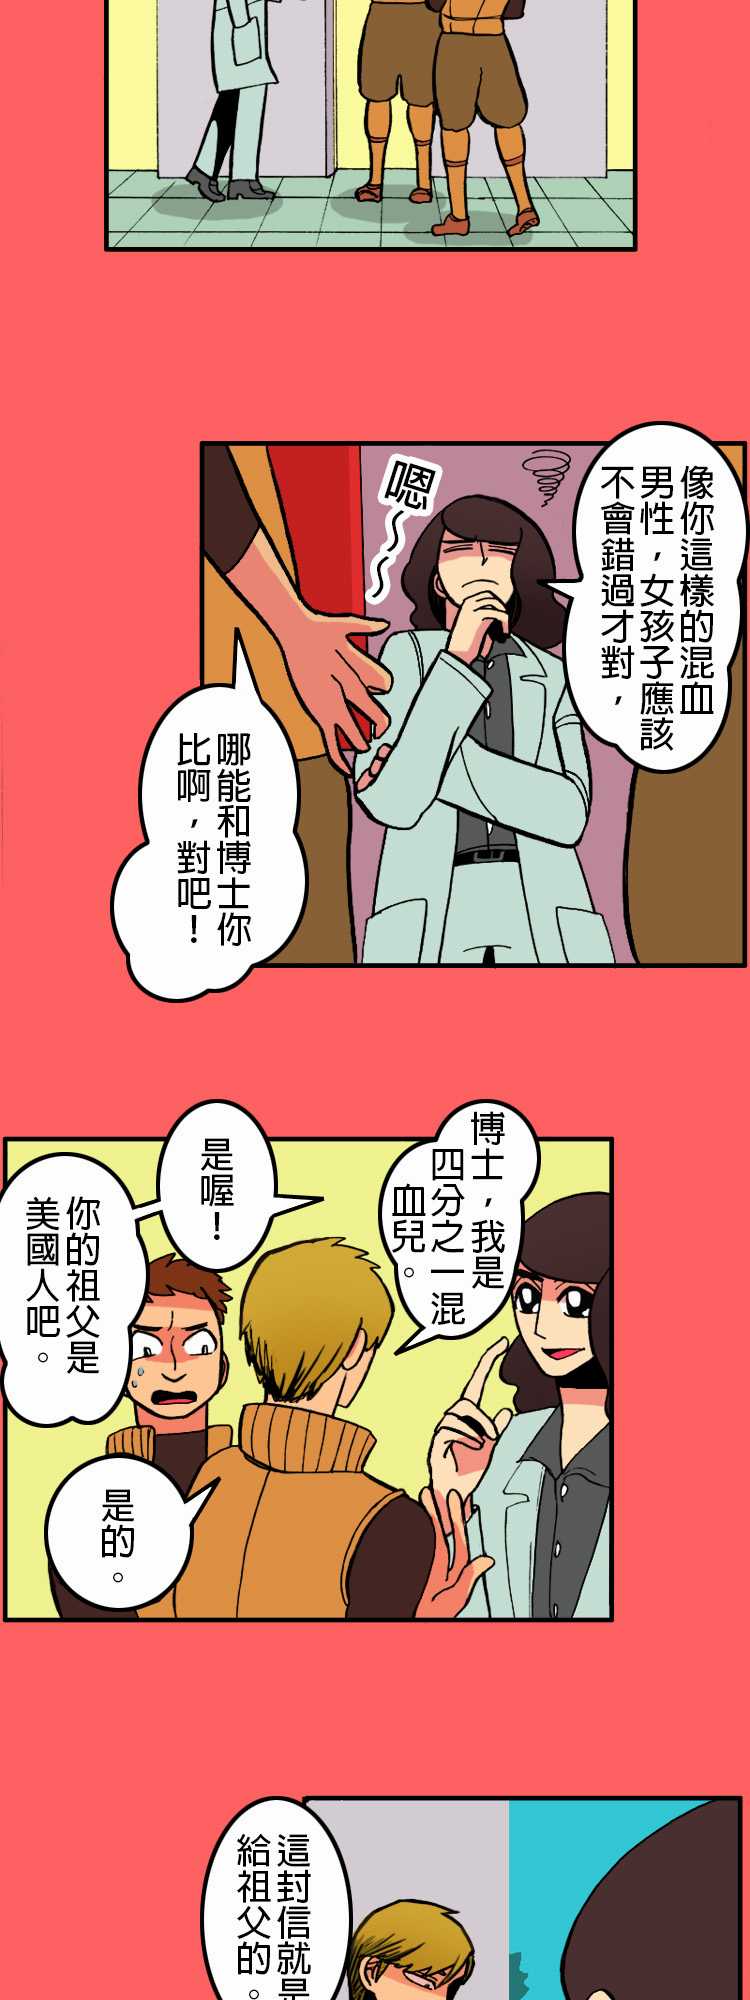 像你這樣的混血
男性，女孩子應該
不會錯過才對，
嗯～～
哪能和博士你
比啊，對吧！
博士，我是
四分之一混
血兒。
是喔！
你的祖父是
美國人吧。
是的。
這封信就是
給祖父的。